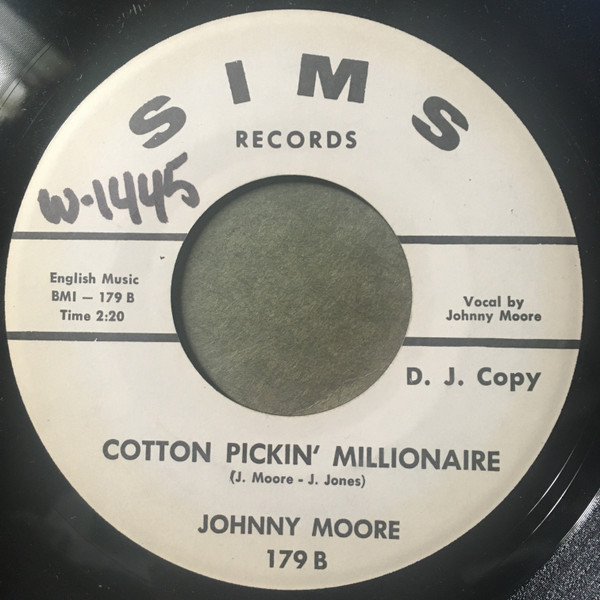 SIMS
RECORDS
W-1445
English Music
BMI — 179 B
Time 2:20
Vocal by
Johnny Moore
D. J. Copy
COTTON PICKIN' MILLIONAIRE
(J. Moore - J. Jones)
JOHNNY MOORE
179 B